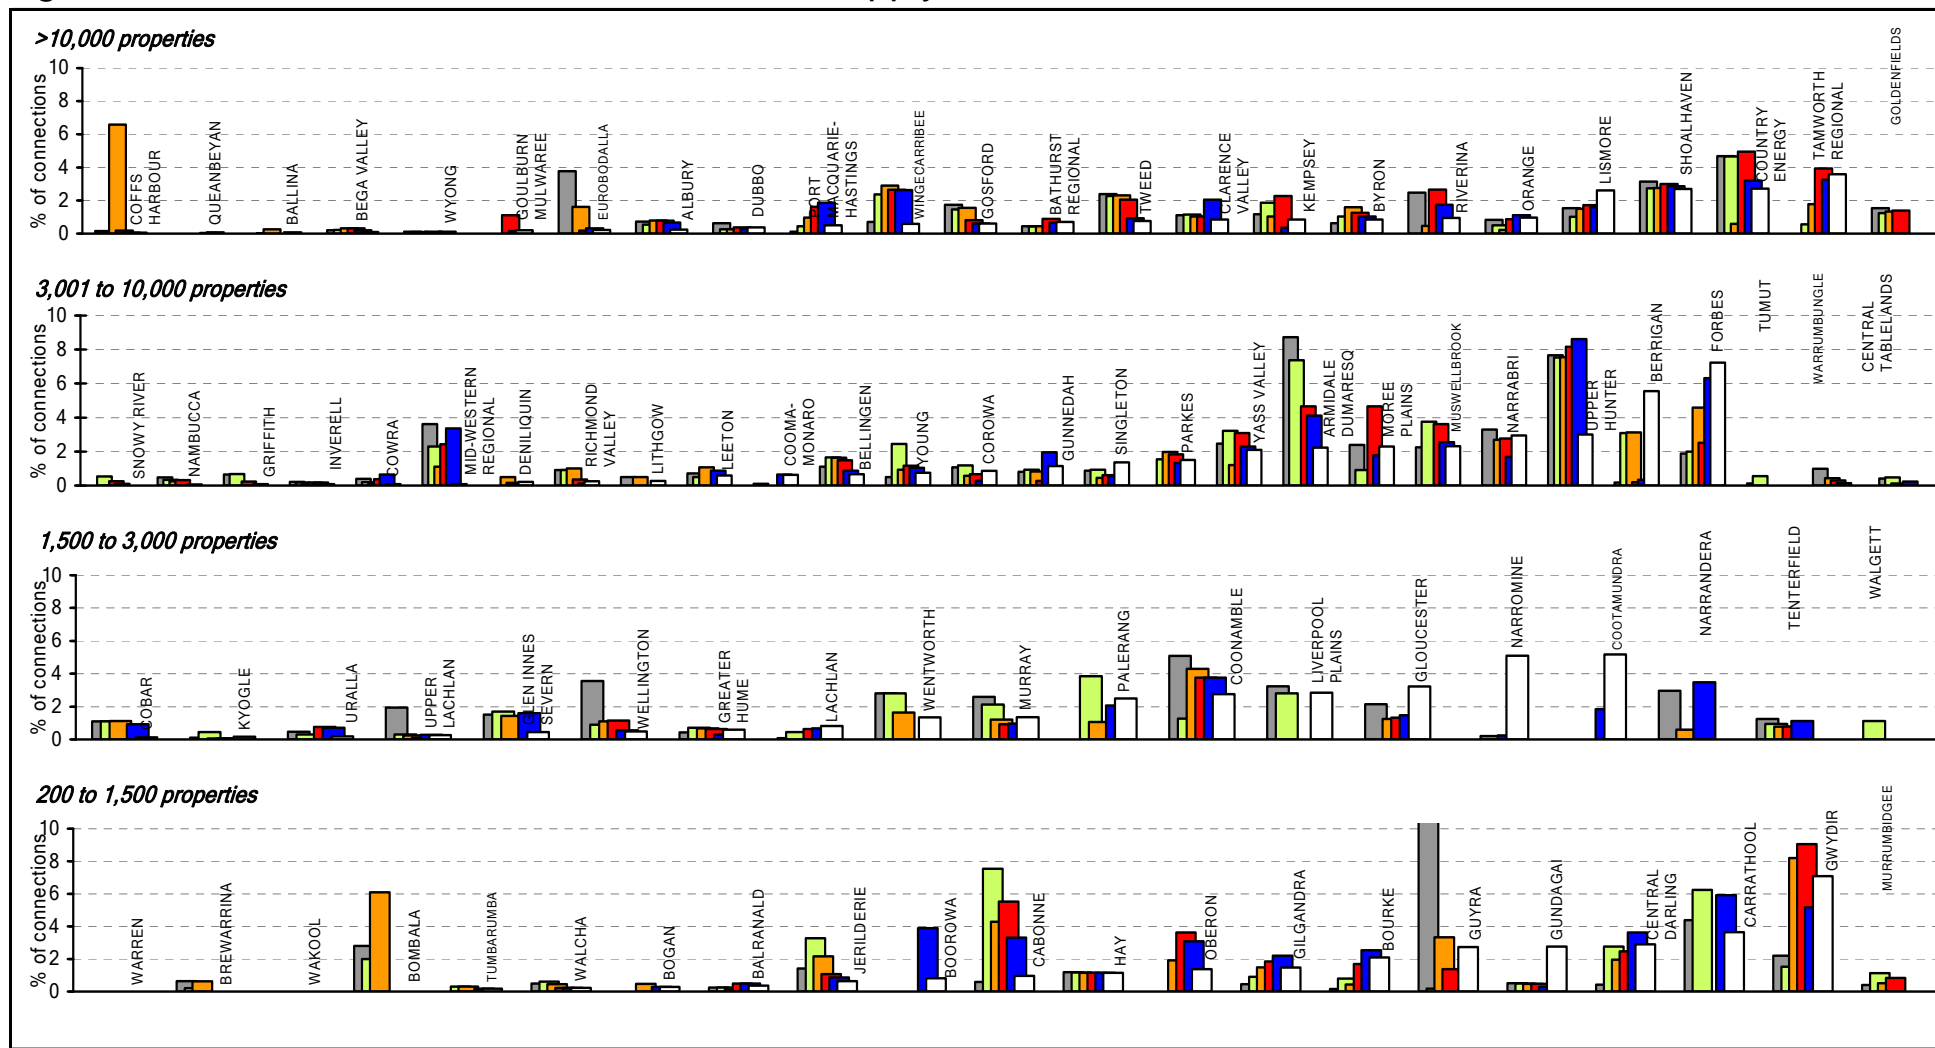 >10,000 properties
% of connections
10
8
6
4
2
0
COFFS
HARBOUR
QUEANBEYAN
BALLINA
BEGA VALLEY
WYONG
GOULBURN
MULWAREE
EUROBODALLA
ALBURY
DUBBO
PORT
MACQUARIE-
HASTINGS
WINGECARRIBEE
GOSFORD
BATHURST
REGIONAL
TWEED
CLARENCE
VALLEY
KEMPSEY
BYRON
RIVERINA
ORANGE
LISMORE
SHOALHAVEN
COUNTRY
ENERGY
TAMWORTH
REGIONAL
GOLDENFIELDS
3,001 to 10,000 properties
% of connections
10
8
6
4
2
0
SNOWY RIVER
NAMBUCCA
GRIFFITH
INVERELL
COWRA
MID-WESTERN
REGIONAL
DENILIQUIN
RICHMOND
VALLEY
LITHGOW
LEETON
COOMA-
MONARO
BELLINGEN
YOUNG
COROWA
GUNNEDAH
SINGLETON
PARKES
YASS VALLEY
ARMIDALE
DUMARESQ
MOREE
PLAINS
MUSWELLBROOK
NARRABRI
UPPER
HUNTER
BERRIGAN
FORBES
TUMUT
WARRUMBUNGLE
CENTRAL
TABLELANDS
1,500 to 3,000 properties
% of connections
10
8
6
4
2
0
COBAR
KYOGLE
URALLA
UPPER
LACHLAN
GLEN INNES
SEVERN
WELLINGTON
GREATER
HUME
LACHLAN
WENTWORTH
MURRAY
PALERANG
COONAMBLE
LIVERPOOL
PLAINS
GLOUCESTER
NARROMINE
COOTAMUNDRA
NARRANDERA
TENTERFIELD
WALGETT
200 to 1,500 properties
% of connections
10
8
6
4
2
0
WARREN
BREWARRINA
WAKOOL
BOMBALA
TUMBARUMBA
WALCHA
BOGAN
BALRANALD
JERILDERIE
BOOROWA
CABONNE
HAY
OBERON
GILGANDRA
BOURKE
GUYRA
GUNDAGAI
CENTRAL
DARLING
CARRATHOOL
GWYDIR
MURRUMBIDGEE